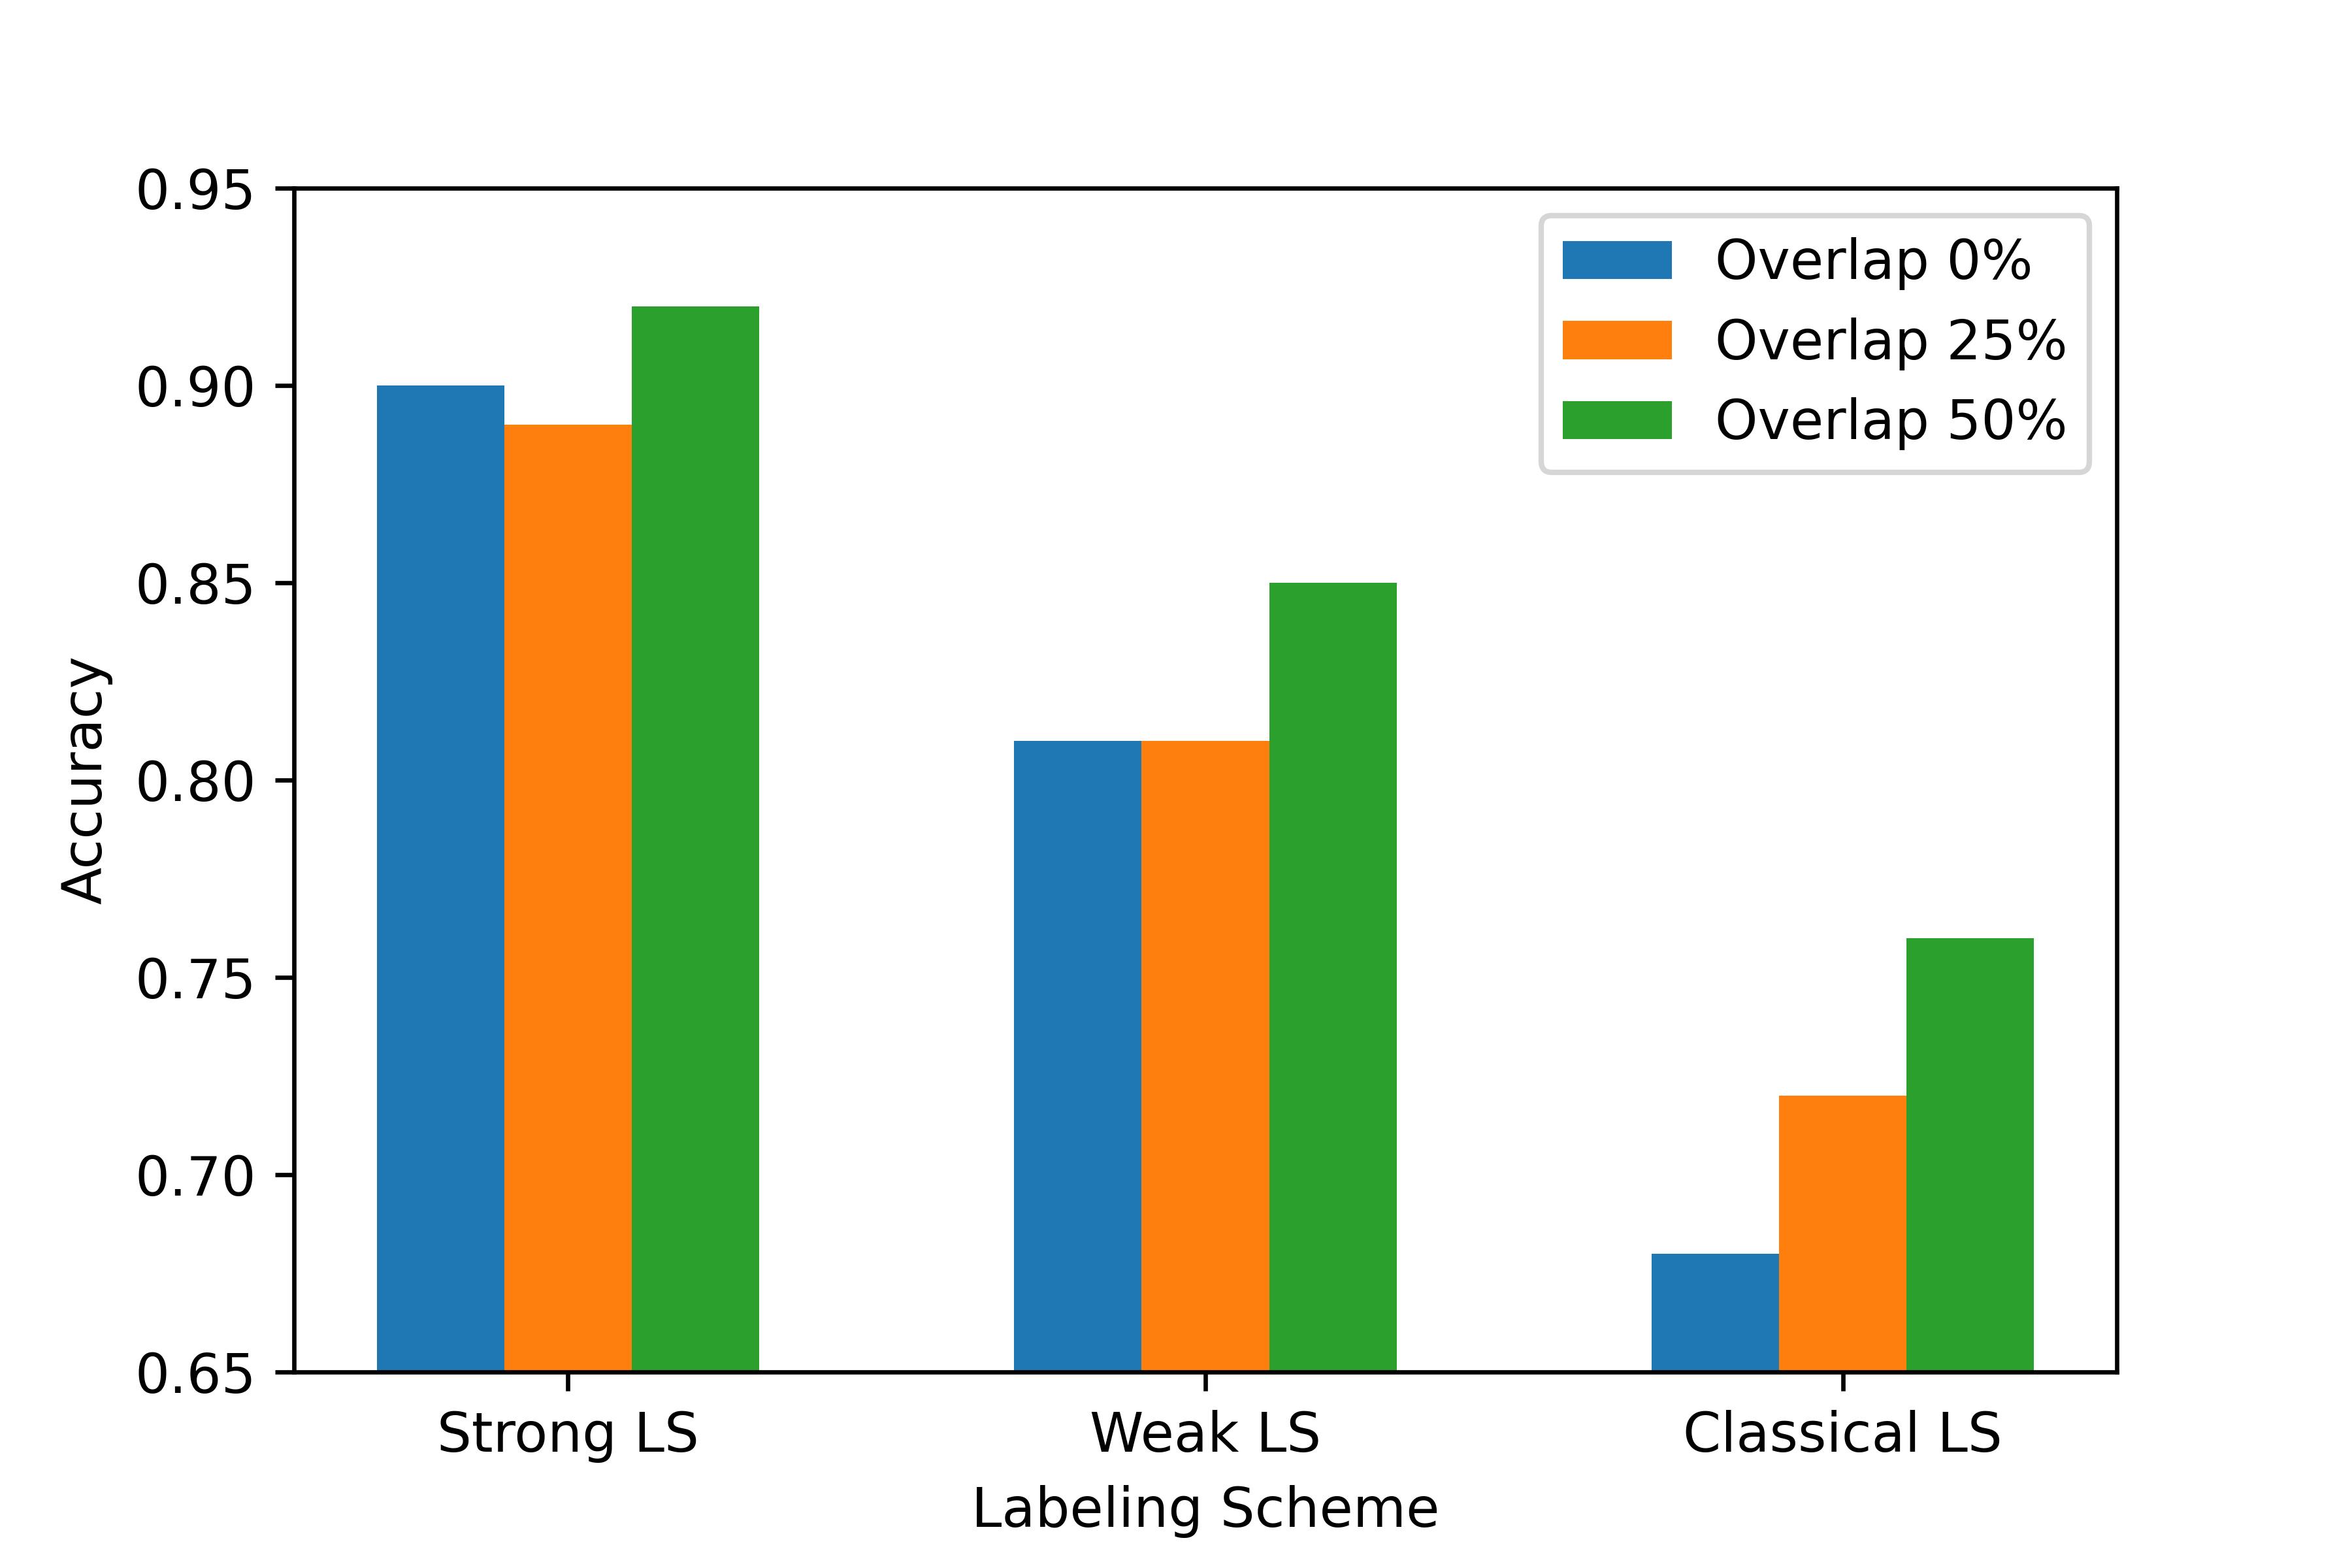 0.95
0.90
0.85
0.80
0.75
0.70
0.65
Accuracy
Overlap 0%
Overlap 25%
Overlap 50%
Strong LS
Weak LS
Classical LS
Labeling Scheme